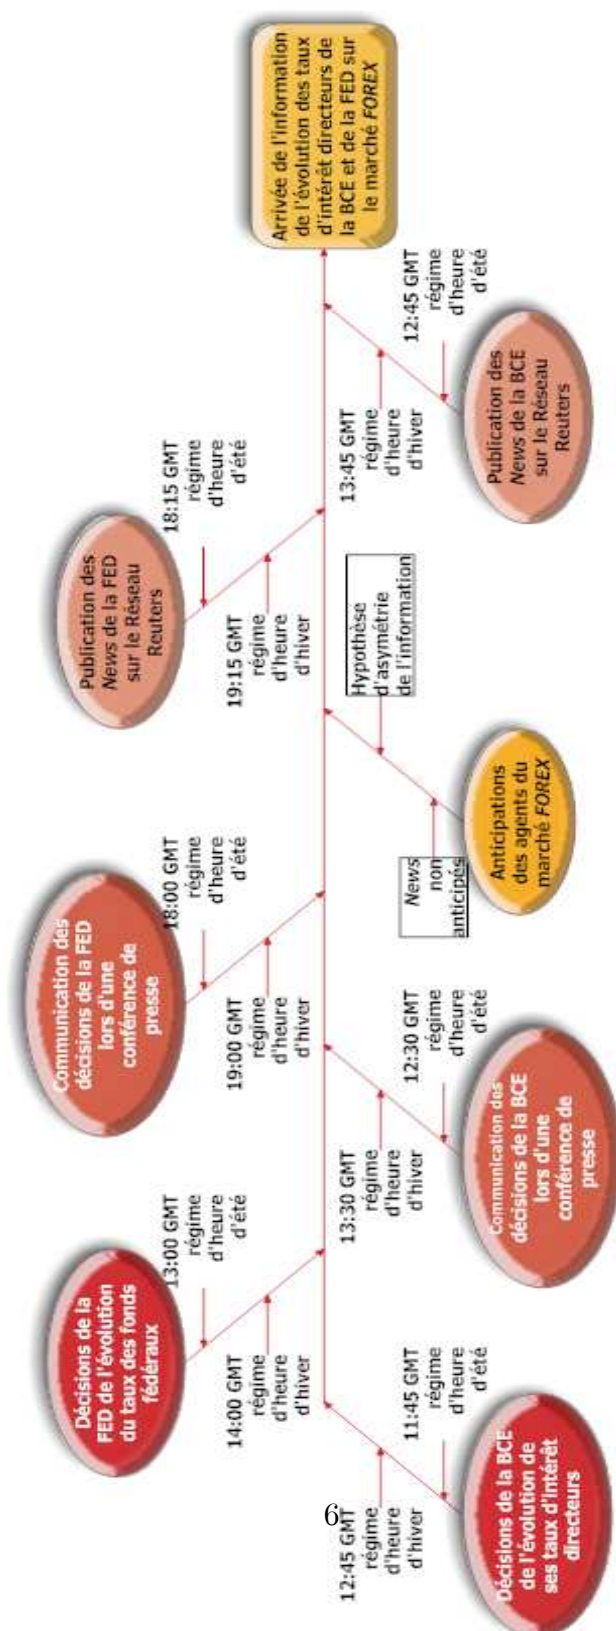 Arrivée de l'information
de l'évolution des taux
d'intérêt directeurs de
la BCE et de la FED sur
le marché FOREX
Publication des
News de la FED
sur le Réseau
Reuters
18:15 GMT
régime
d'heure
d'été
19:15 GMT
régime
d'heure
d'hiver
12:45 GMT
régime
d'heure
d'été
13:45 GMT
régime
d'heure
d'hiver
Publication des
News de la BCE
sur le Réseau
Reuters
Hypothèse
d'asymétrie
de l'information
News
non
anticipés
Anticipations
des agents du
marché FOREX
Communication des
décisions de la FED
lors d'une
conférence de
presse
18:00 GMT
régime
d'heure
d'été
19:00 GMT
régime
d'heure
d'hiver
12:30 GMT
régime
d'heure
d'été
13:30 GMT
régime
d'heure
d'hiver
Communication des
décisions de la BCE
lors d'une
conférence de
presse
Décisions de la
FED de l'évolution
du taux des fonds
fédéraux
13:00 GMT
régime
d'heure
d'été
14:00 GMT
régime
d'heure
d'hiver
11:45 GMT
régime
d'heure
d'été
12:45 GMT
régime
d'heure
d'hiver
Décisions de la BCE
de l'évolution de
ses taux d'intérêt
directeurs
6